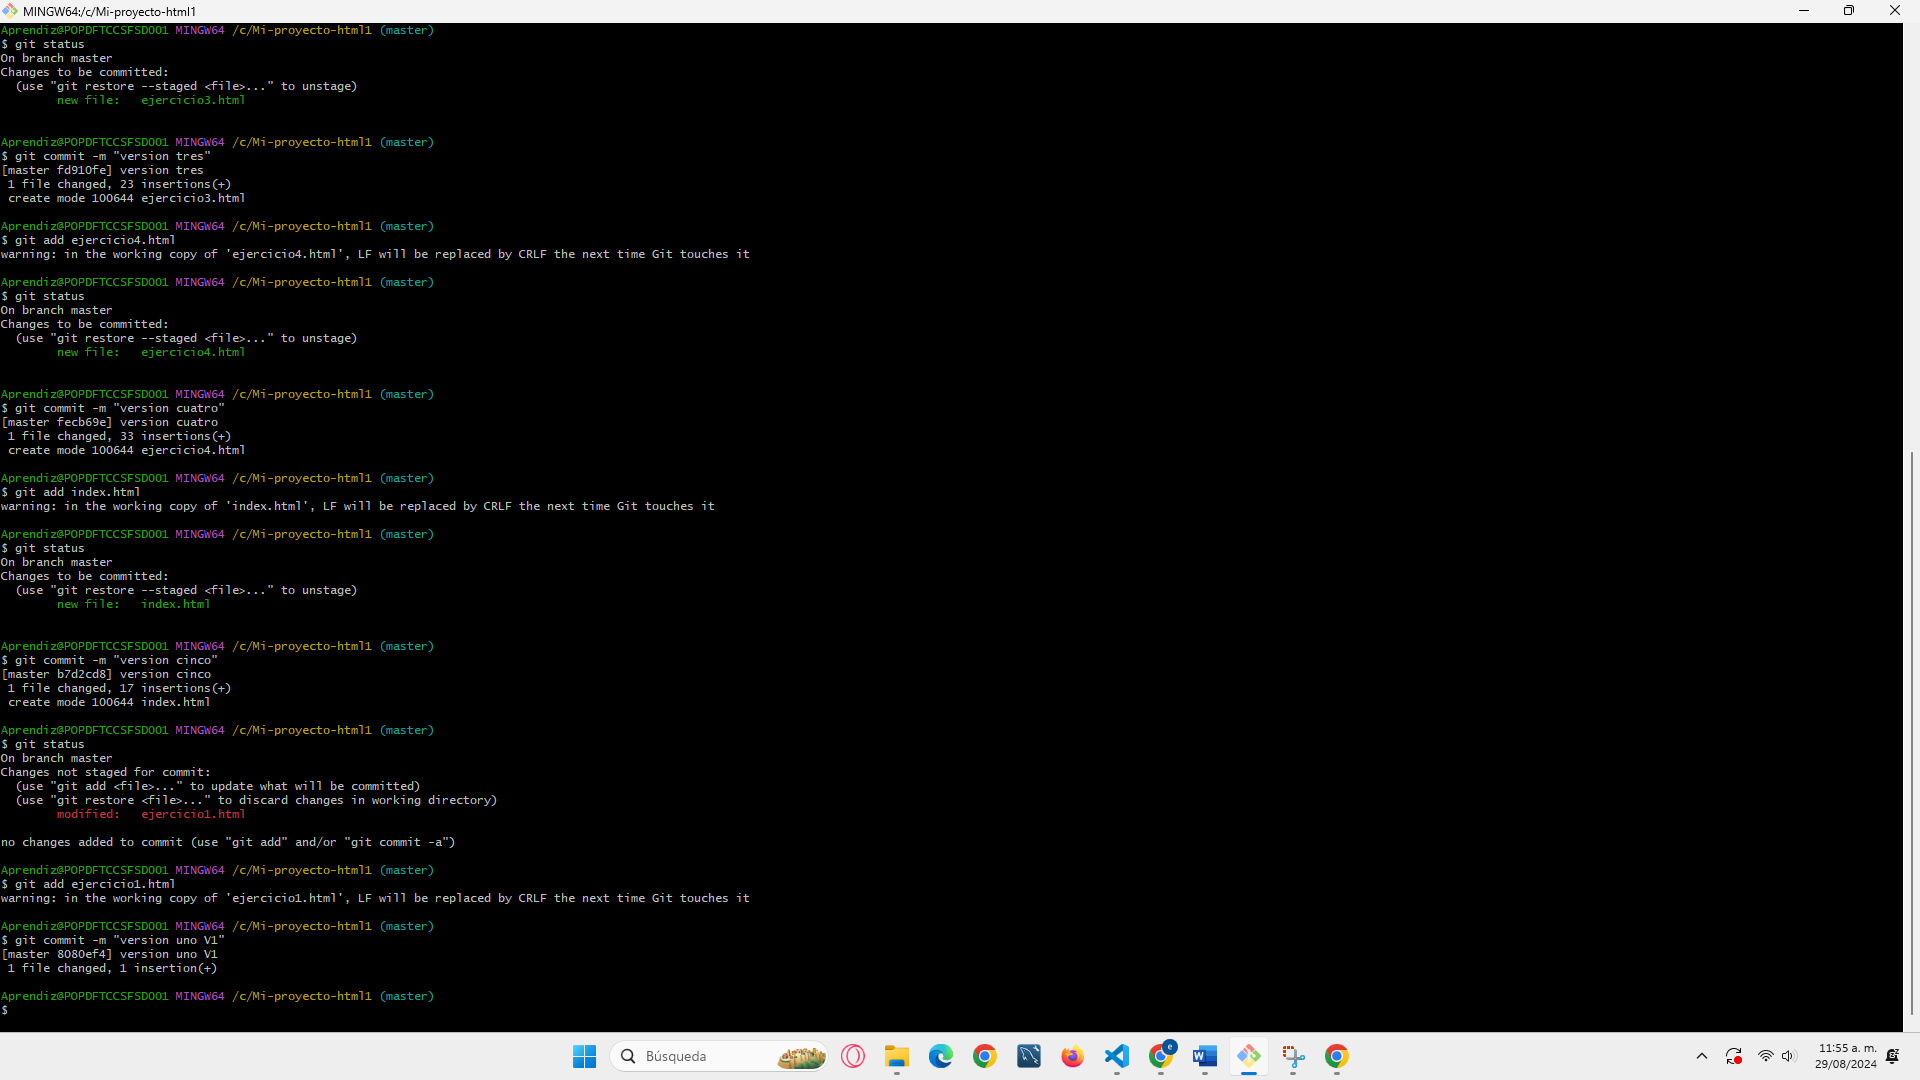 MINGW64:/c/Mi-proyecto-html1
Aprendiz@POPDFTCCSFSD001 MINGW64 /c/Mi-proyecto-html1 (master)
$ git status
On branch master
Changes to be committed:
  (use "git restore --staged <file>..." to unstage)
        new file:   ejercicio3.html
Aprendiz@POPDFTCCSFSD001 MINGW64 /c/Mi-proyecto-html1 (master)
$ git commit -m "version tres"
[master fd910fe] version tres
 1 file changed, 23 insertions(+)
 create mode 100644 ejercicio3.html
Aprendiz@POPDFTCCSFSD001 MINGW64 /c/Mi-proyecto-html1 (master)
$ git add ejercicio4.html
warning: in the working copy of 'ejercicio4.html', LF will be replaced by CRLF the next time Git touches it
Aprendiz@POPDFTCCSFSD001 MINGW64 /c/Mi-proyecto-html1 (master)
$ git status
On branch master
Changes to be committed:
  (use "git restore --staged <file>..." to unstage)
        new file:   ejercicio4.html
Aprendiz@POPDFTCCSFSD001 MINGW64 /c/Mi-proyecto-html1 (master)
$ git commit -m "version cuatro"
[master fecb69e] version cuatro
 1 file changed, 33 insertions(+)
 create mode 100644 ejercicio4.html
Aprendiz@POPDFTCCSFSD001 MINGW64 /c/Mi-proyecto-html1 (master)
$ git add index.html
warning: in the working copy of 'index.html', LF will be replaced by CRLF the next time Git touches it
Aprendiz@POPDFTCCSFSD001 MINGW64 /c/Mi-proyecto-html1 (master)
$ git status
On branch master
Changes to be committed:
  (use "git restore --staged <file>..." to unstage)
        new file:   index.html
Aprendiz@POPDFTCCSFSD001 MINGW64 /c/Mi-proyecto-html1 (master)
$ git commit -m "version cinco"
[master b7d2cd8] version cinco
 1 file changed, 17 insertions(+)
 create mode 100644 index.html
Aprendiz@POPDFTCCSFSD001 MINGW64 /c/Mi-proyecto-html1 (master)
$ git status
On branch master
Changes not staged for commit:
  (use "git add <file>..." to update what will be committed)
  (use "git restore <file>..." to discard changes in working directory)
        modified:   ejercicio1.html
no changes added to commit (use "git add" and/or "git commit -a")
Aprendiz@POPDFTCCSFSD001 MINGW64 /c/Mi-proyecto-html1 (master)
$ git add ejercicio1.html
warning: in the working copy of 'ejercicio1.html', LF will be replaced by CRLF the next time Git touches it
Aprendiz@POPDFTCCSFSD001 MINGW64 /c/Mi-proyecto-html1 (master)
$ git commit -m "version uno V1"
[master 8080ef4] version uno V1
 1 file changed, 1 insertion(+)
Aprendiz@POPDFTCCSFSD001 MINGW64 /c/Mi-proyecto-html1 (master)
$
Búsqueda
11:55 a. m.
29/08/2024